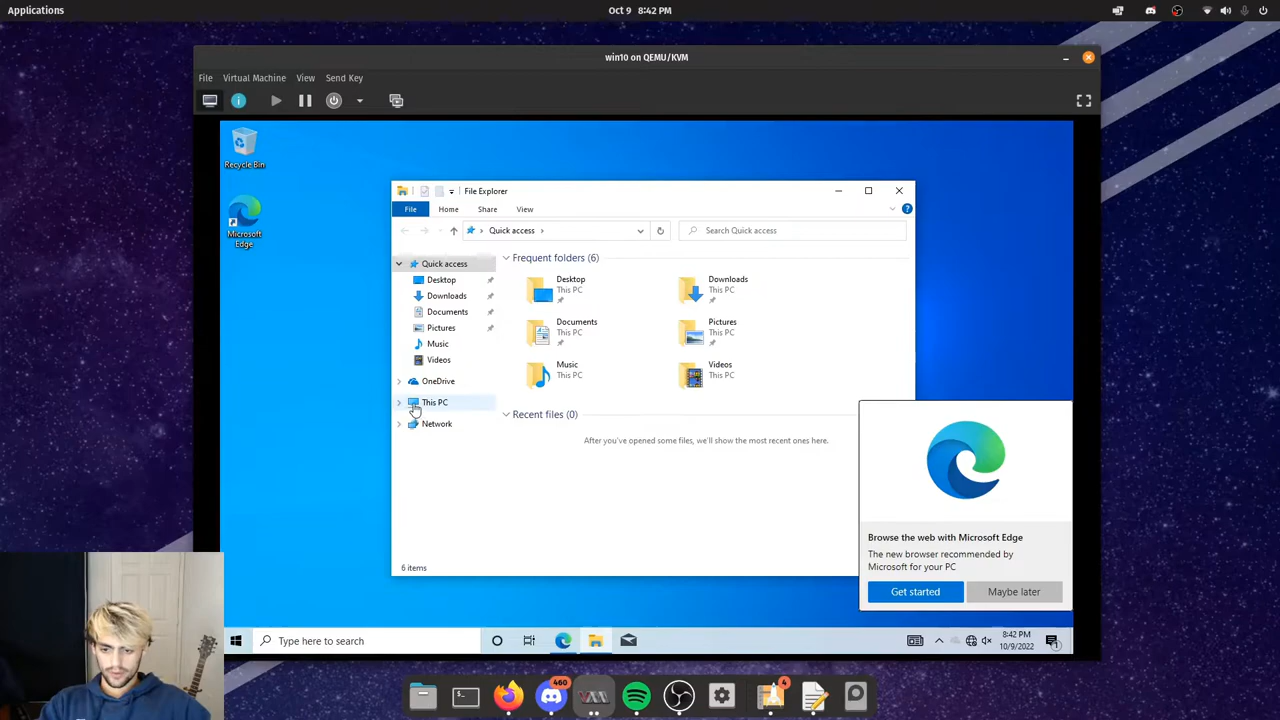 Applications
Oct 9 8:42 PM
win10 on QEMU/KVM
File Virtual Machine View Send Key
Recycle Bin
Microsoft
Edge
File Explorer
File Home Share View
Quick access
Search Quick access
Quick access
Desktop
Downloads
Documents
Pictures
Music
Videos
OneDrive
This PC
Network
Frequent folders (6)
Desktop
This PC
Downloads
This PC
Documents
This PC
Pictures
This PC
Music
This PC
Videos
This PC
Recent files (0)
After you've opened some files, we'll show the most recent ones here.
6 items
Browse the web with Microsoft Edge
The new browser recommended by
Microsoft for your PC
Get started
Maybe later
Type here to search
8:42 PM
10/9/2022
1
460
4